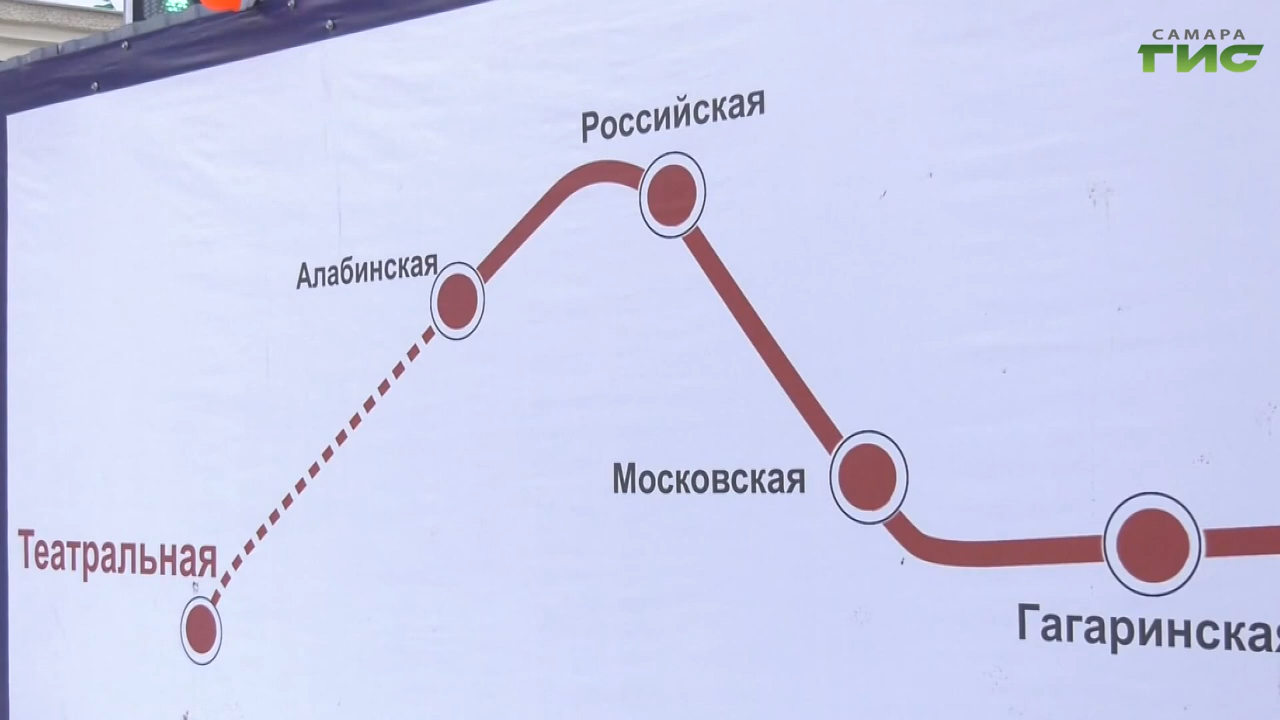 САМАРА
ГИС
Российская
Алабинская
Московская
Театральная
Гагаринская